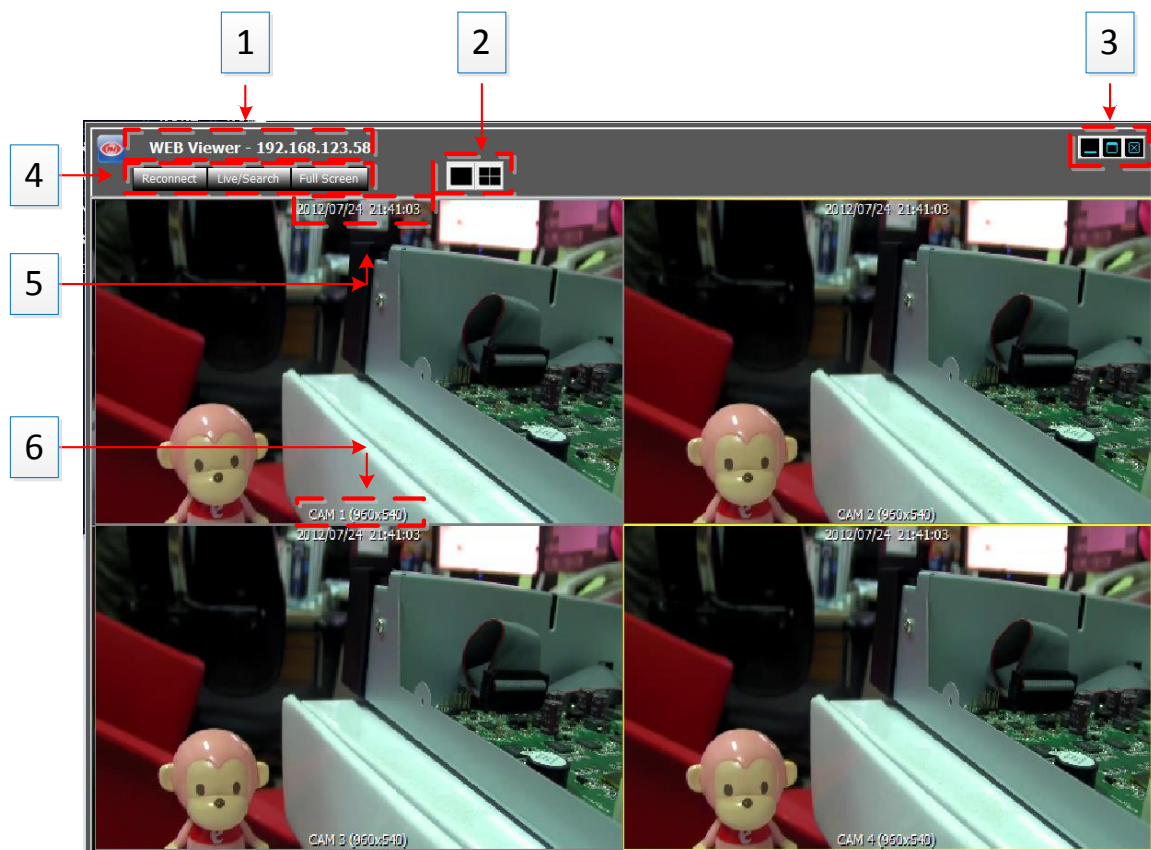 1
2
3
WEB Viewer - 192.168.123.58
4
Reconnect Live/Search Full Screen
2012/07/24 21:41:03
2012/07/24 21:41:03
5
6
CAM 1 (960x540)
CAM 2 (960x540)
2012/07/24 21:41:03
2012/07/24 21:41:03
CAM 3 (960x540)
CAM 4 (960x540)